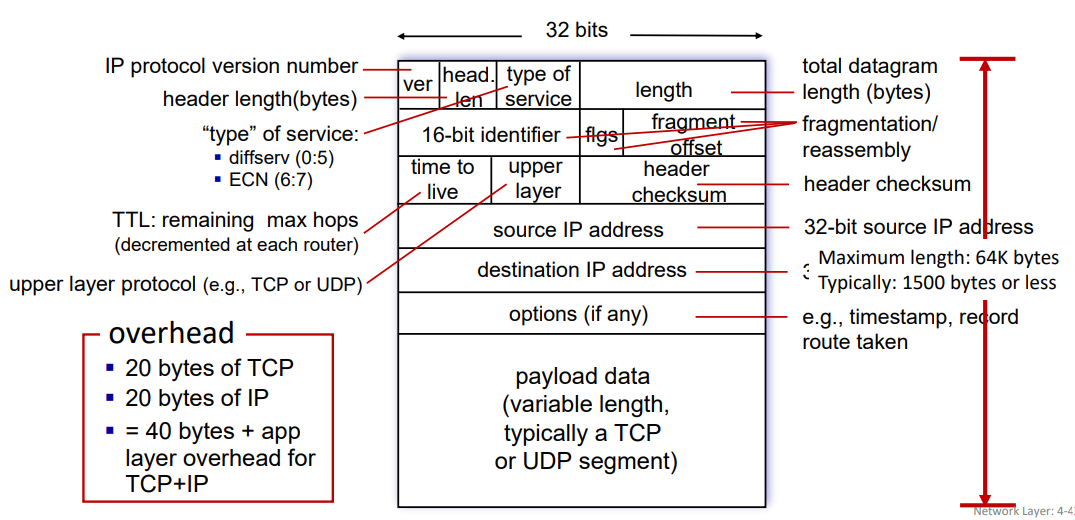 32 bits
IP protocol version number
header length(bytes)
“type” of service:
diffserv (0:5)
ECN (6:7)
TTL: remaining max hops
(decremented at each router)
upper layer protocol (e.g., TCP or UDP)
overhead
20 bytes of TCP
20 bytes of IP
= 40 bytes + app
layer overhead for
TCP+IP
ver
head.
len
type of
service
length
16-bit identifier
flgs
fragment
offset
time to
live
upper
layer
header
checksum
source IP address
destination IP address
options (if any)
payload data
(variable length,
typically a TCP
or UDP segment)
total datagram
length (bytes)
fragmentation/
reassembly
header checksum
32-bit source IP address
Maximum length: 64K bytes
Typically: 1500 bytes or less
e.g., timestamp, record
route taken
Network Layer: